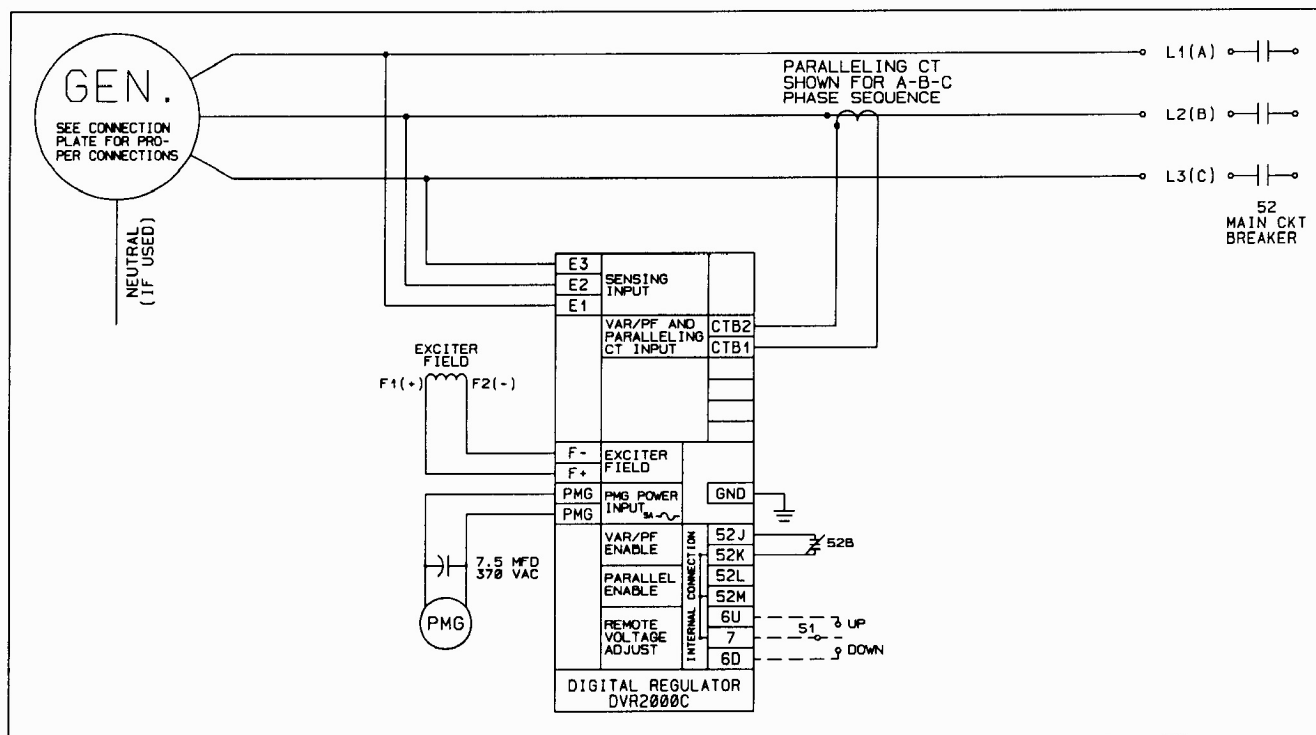 GEN.
SEE CONNECTION
PLATE FOR PRO-
PER CONNECTIONS
NEUTRAL
(IF USED)
PARALLELING CT
SHOWN FOR A-B-C
PHASE SEQUENCE
L1(A)
L2(B)
L3(C)
52
MAIN CKT
BREAKER
E3
E2
E1
SENSING
INPUT
VAR/PF AND
PARALLELING
CT INPUT
CTB2
CTB1
EXCITER
FIELD
F1(+)
F2(-)
F-
F+
EXCITER
FIELD
PMG
PMG
PMG POWER
INPUT
5A
GND
7.5 MFD
370 VAC
PMG
VAR/PF
ENABLE
PARALLEL
ENABLE
REMOTE
VOLTAGE
ADJUST
INTERNAL CONNECTION
52J
52K
52L
52M
6U
7
6D
52B
S1
UP
DOWN
DIGITAL REGULATOR
DVR2000C